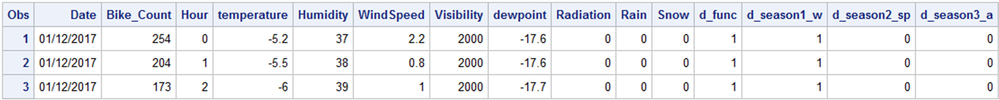 Obs Date Bike_Count Hour temperature Humidity WindSpeed Visibility dewpoint Radiation Rain Snow d_func d_season1_w d_season2_sp d_season3_a
1 01/12/2017 254 0 -5.2 37 2.2 2000 -17.6 0 0 0 1 1 0 0
2 01/12/2017 204 1 -5.5 38 0.8 2000 -17.6 0 0 0 1 1 0 0
3 01/12/2017 173 2 -6 39 1 2000 -17.7 0 0 0 1 1 0 0